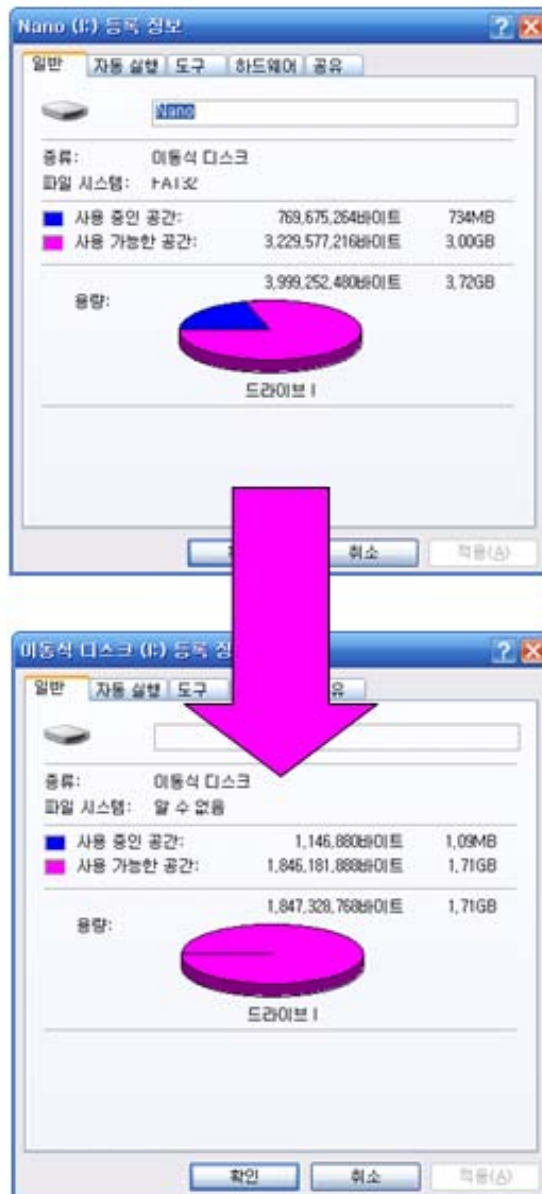 Nano (I:) 등록 정보
일반 자동 실행 도구 하드웨어 공유
Nano
종류: 이동식 디스크
파일 시스템: FAT32
사용 중인 공간: 769,675,264바이트 734MB
사용 가능한 공간: 3,229,577,216바이트 3,00GB
용량: 3,999,252,480바이트 3,72GB
드라이브 I
취소 적용(A)
이동식 디스크 (I:) 등록 정
일반 자동 실행 도구 유
종류: 이동식 디스크
파일 시스템: 알 수 없음
사용 중인 공간: 1,146,880바이트 1,09MB
사용 가능한 공간: 1,846,181,888바이트 1,71GB
용량: 1,847,328,768바이트 1,71GB
드라이브 I
확인 취소 적용(A)